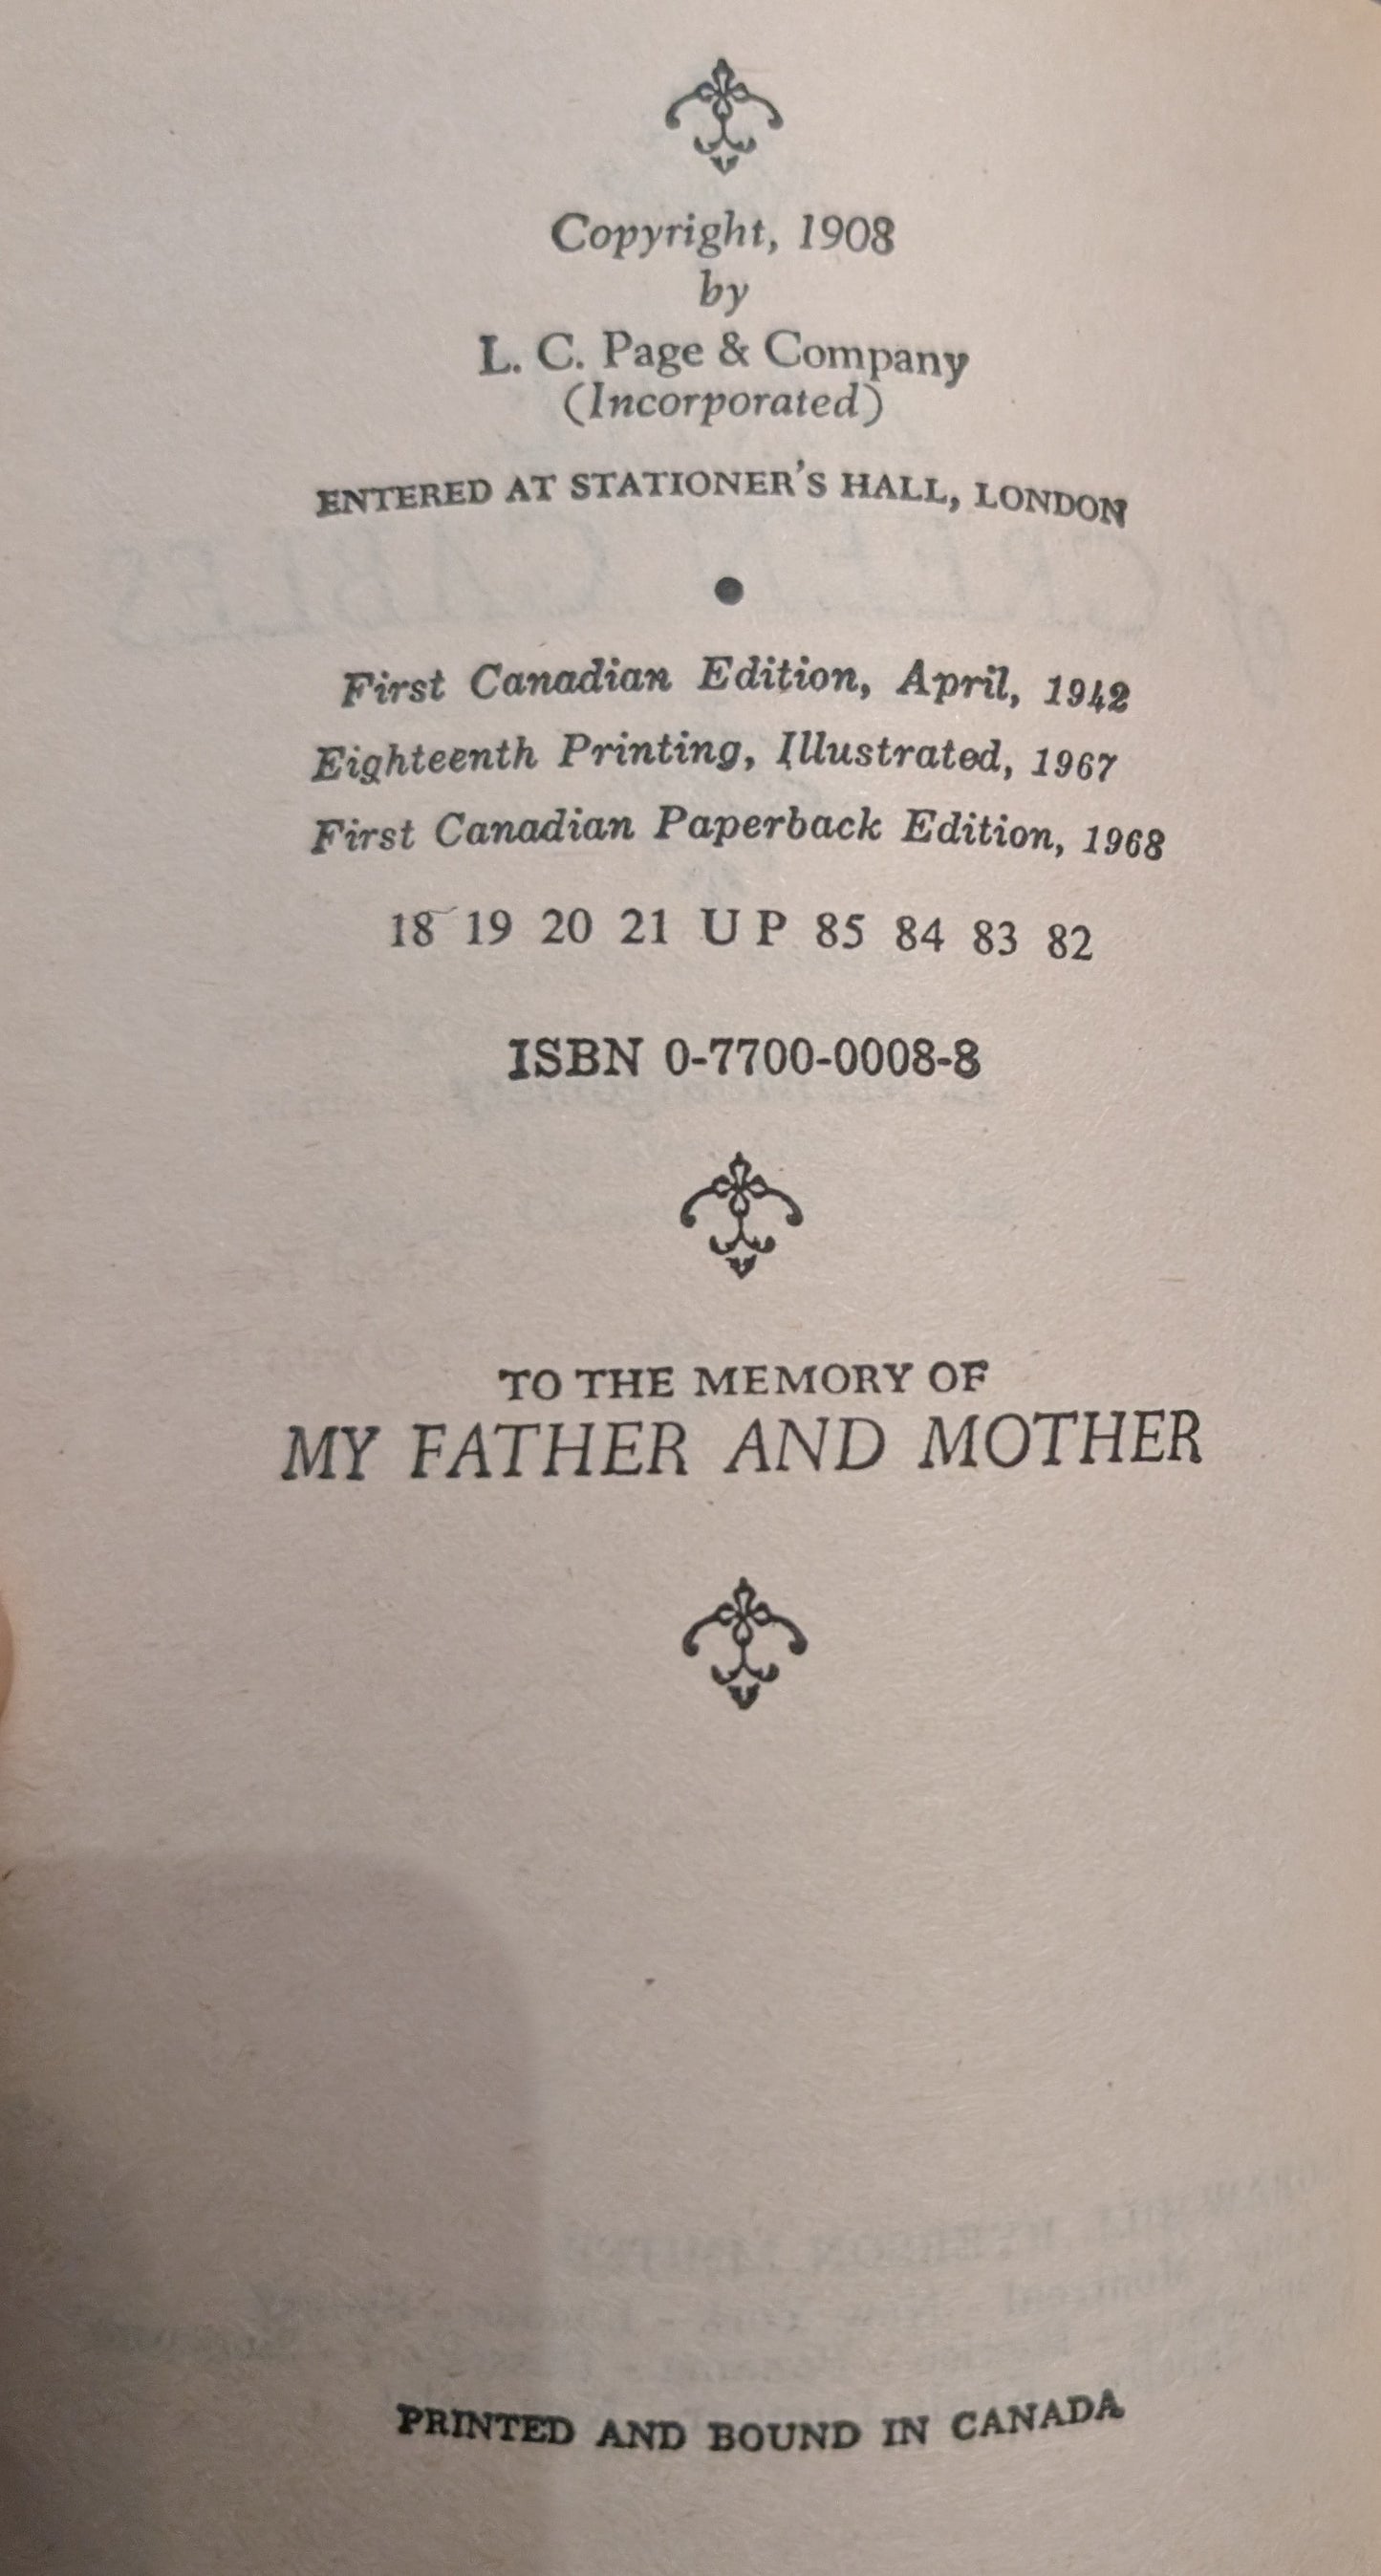 Copyright, 1908
by
L. C. Page & Company
(Incorporated)
ENTERED AT STATIONER'S HALL, LONDON
First Canadian Edition, April, 1942
Eighteenth Printing, Illustrated, 1967
First Canadian Paperback Edition, 1968
18 19 20 21 U P 85 84 83 82
ISBN 0-7700-0008-8
TO THE MEMORY OF
MY FATHER AND MOTHER
PRINTED AND BOUND IN CANADA